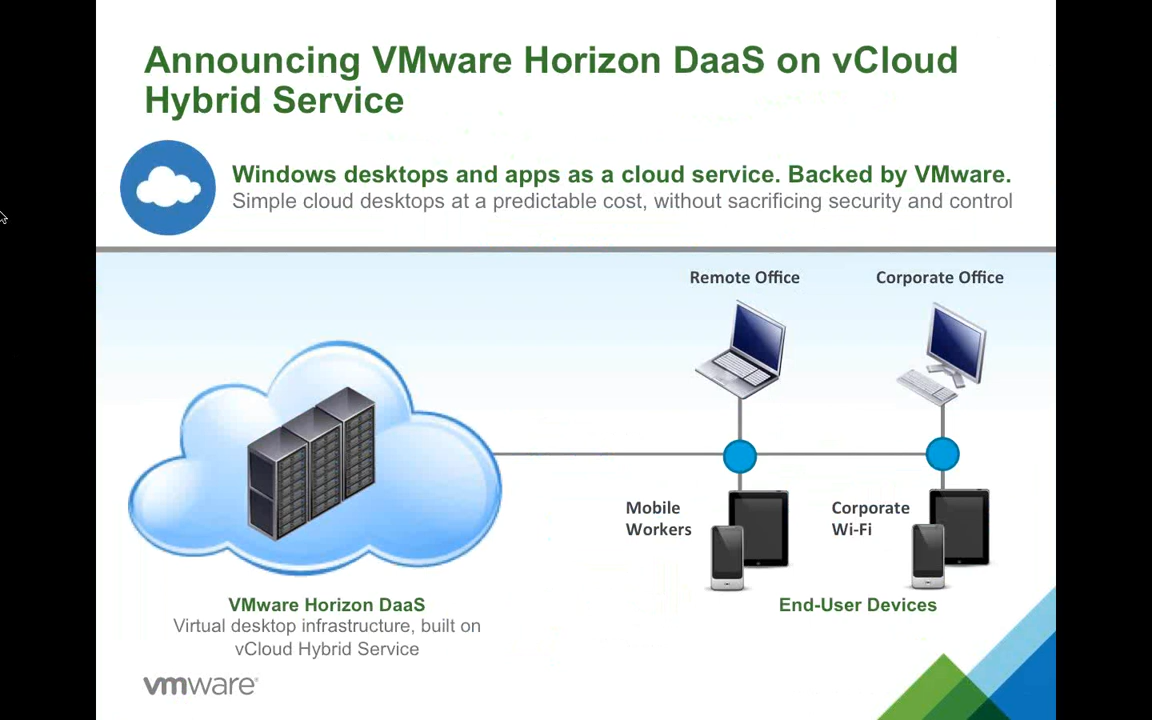 Announcing VMware Horizon DaaS on vCloud
Hybrid Service
Windows desktops and apps as a cloud service. Backed by VMware.
Simple cloud desktops at a predictable cost, without sacrificing security and control
Remote Office
Corporate Office
Mobile
Workers
Corporate
Wi-Fi
VMware Horizon DaaS
Virtual desktop infrastructure, built on
vCloud Hybrid Service
End-User Devices
vmware®